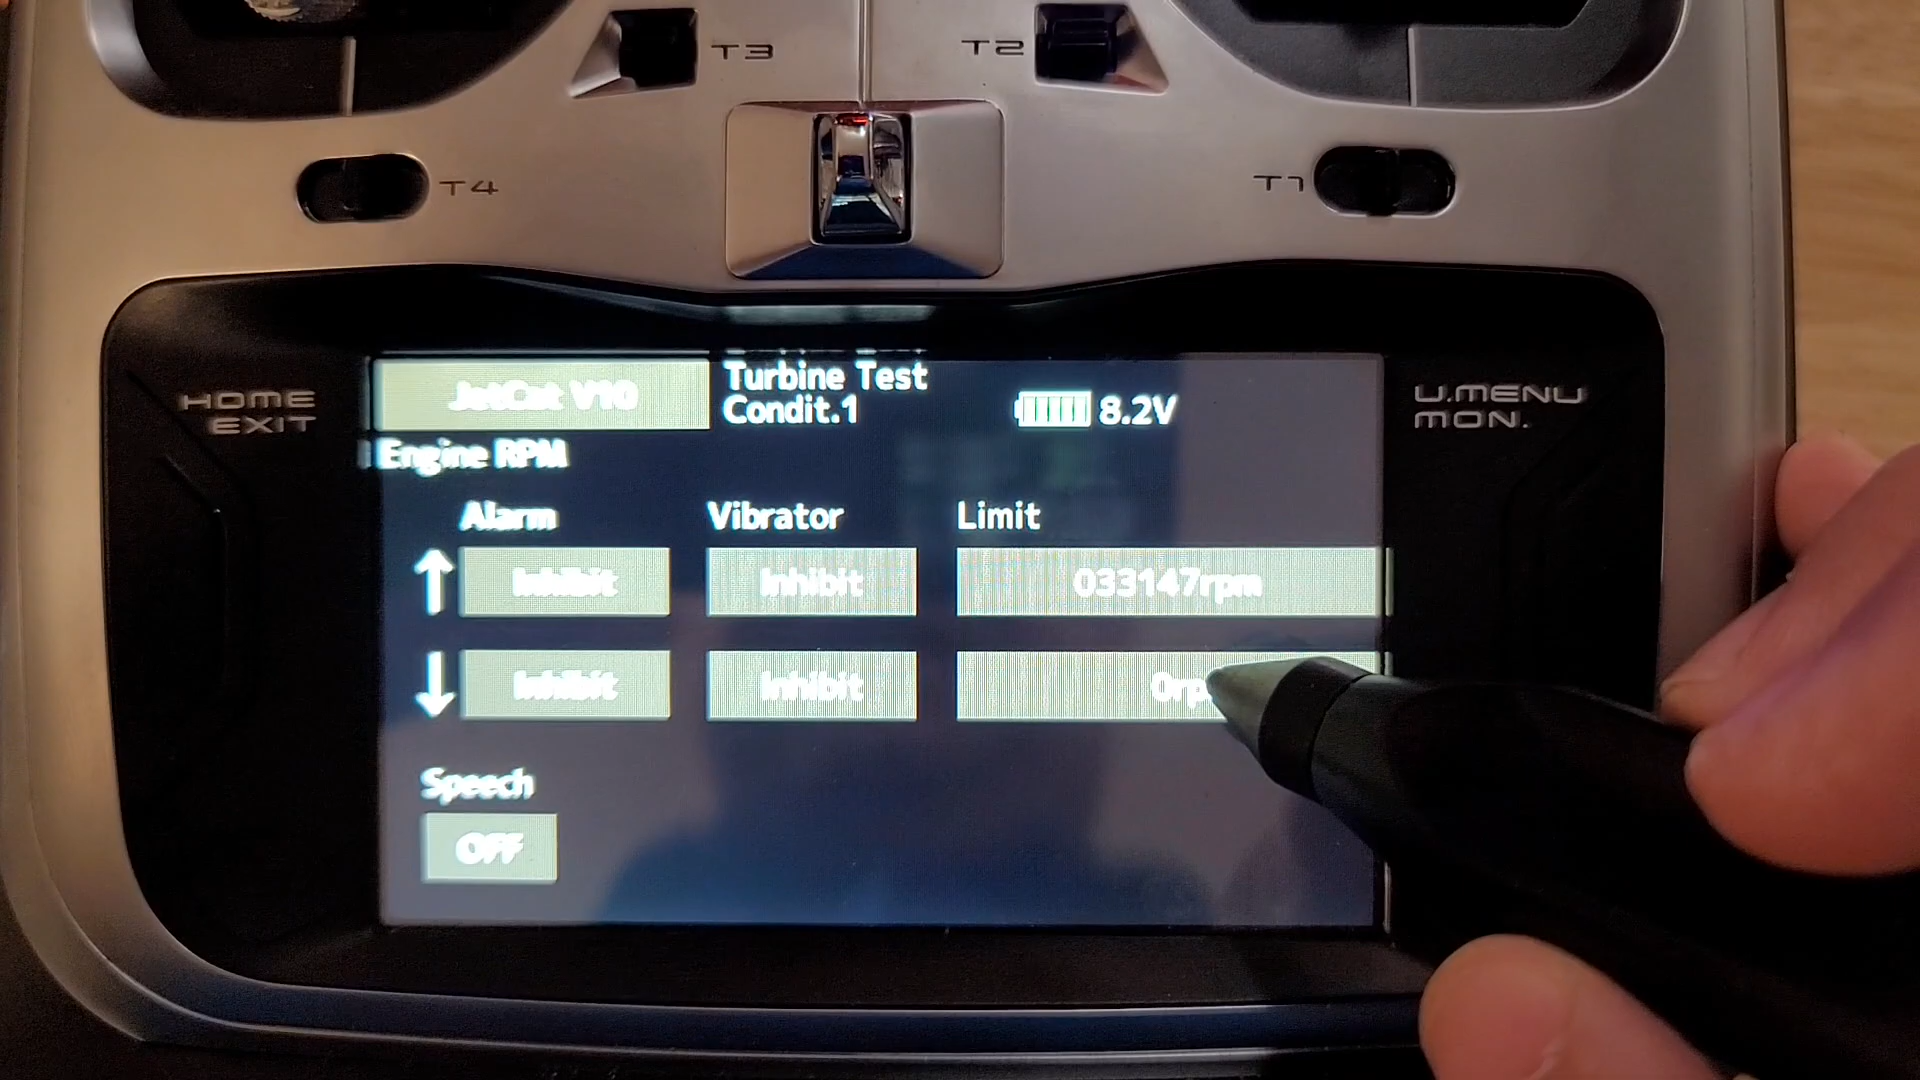 T3
T2
T4
T1
HOME
EXIT
U.MENU
MON.
JetCat V10
Turbine Test
Condit.1
8.2V
Engine RPM
Alarm Vibrator Limit
↑ Inhibit Inhibit 033147rpm
↓ Inhibit Inhibit 0rp
Speech
OFF